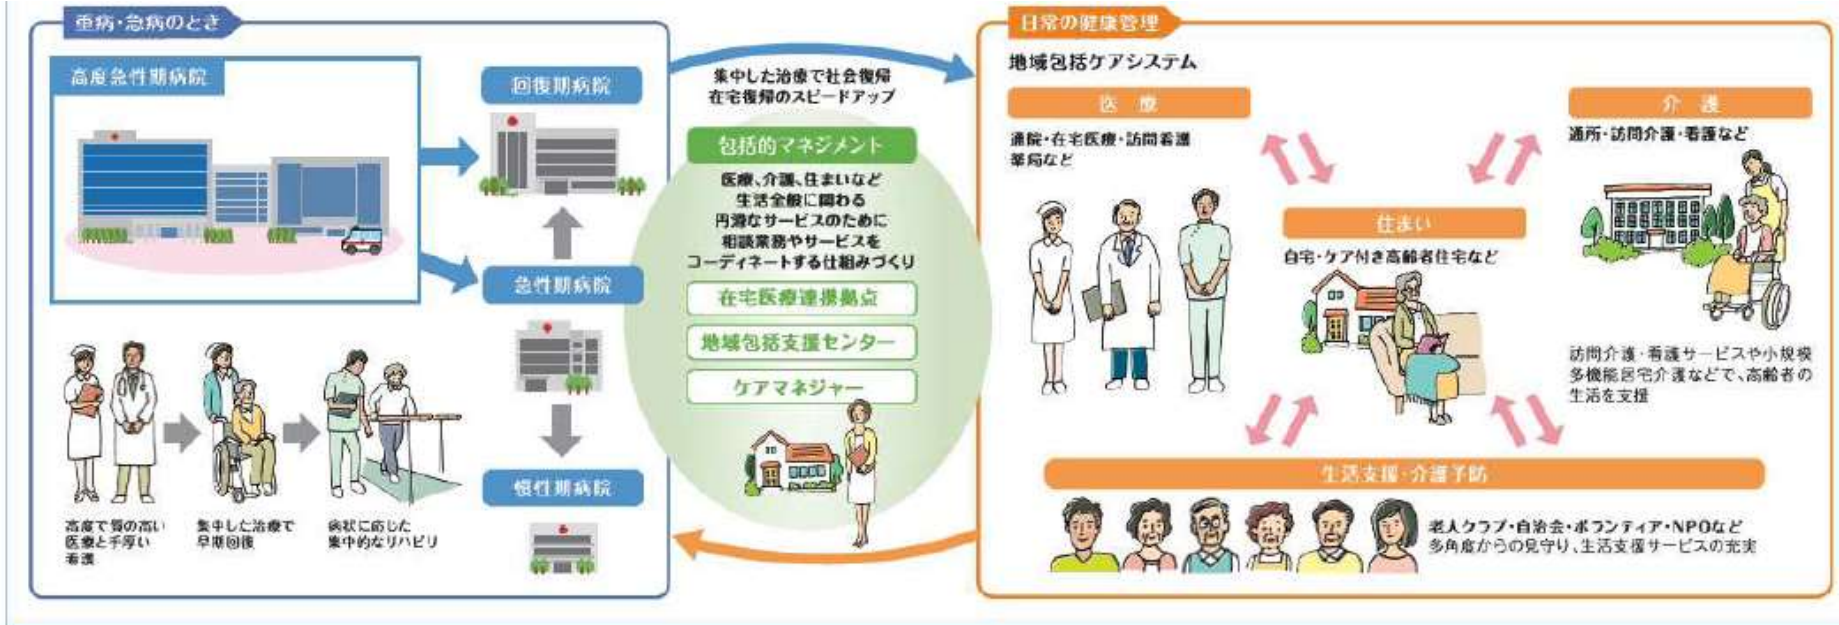 重病・急病のとき
高度急性期病院
回復期病院
急性期病院
慢性期病院
高度で質の高い
医療と手厚い
看護
集中した治療で
早期回復
病状に応じた
集中的なリハビリ
集中した治療で社会復帰
在宅復帰のスピードアップ
包括的マネジメント
医療、介護、住まいなど
生活全般に関わる
円滑なサービスのために
相談業務やサービスを
コーディネートする仕組みづくり
在宅医療連携拠点
地域包括支援センター
ケアマネジャー
日常の健康管理
地域包括ケアシステム
医療
通院・在宅医療・訪問看護
薬局など
介護
通所・訪問介護・看護など
住まい
自宅・ケア付き高齢者住宅など
訪問介護・看護サービスや小規模
多機能居宅介護などで、高齢者の
生活を支援
生活支援・介護予防
老人クラブ・自治会・ボランティア・NPOなど
多角度からの見守り、生活支援サービスの充実